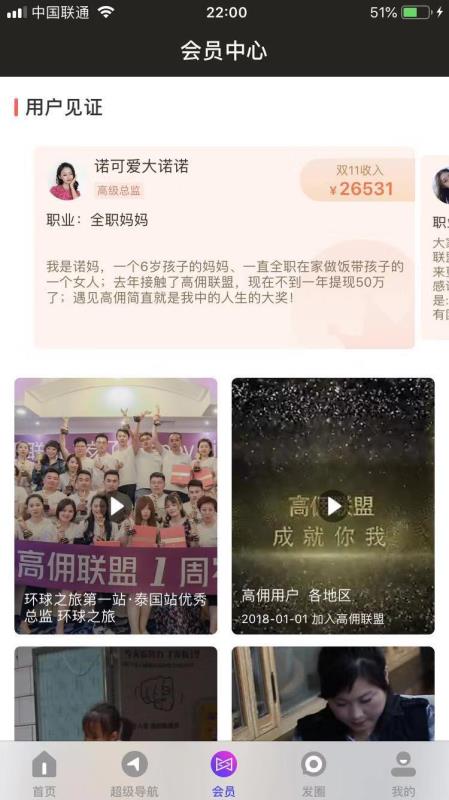 中国联通
22:00
51%
会员中心
用户见证
诺可爱大诺诺
高级总监
双11收入
¥26531
职业：全职妈妈
我是诺妈，一个6岁孩子的妈妈、一直全职在家做饭带孩子的
一个女人；去年接触了高佣联盟，现在不到一年提现50万
了；遇见高佣简直就是我中的人生的大奖！
职
大
联盟
来
感
是:
有
高佣联盟1周
环球之旅第一站·泰国站优秀
总监 环球之旅
高佣联盟
成就你我
高佣用户 各地区
2018-01-01 加入高佣联盟
首页
超级导航
会员
发圈
我的